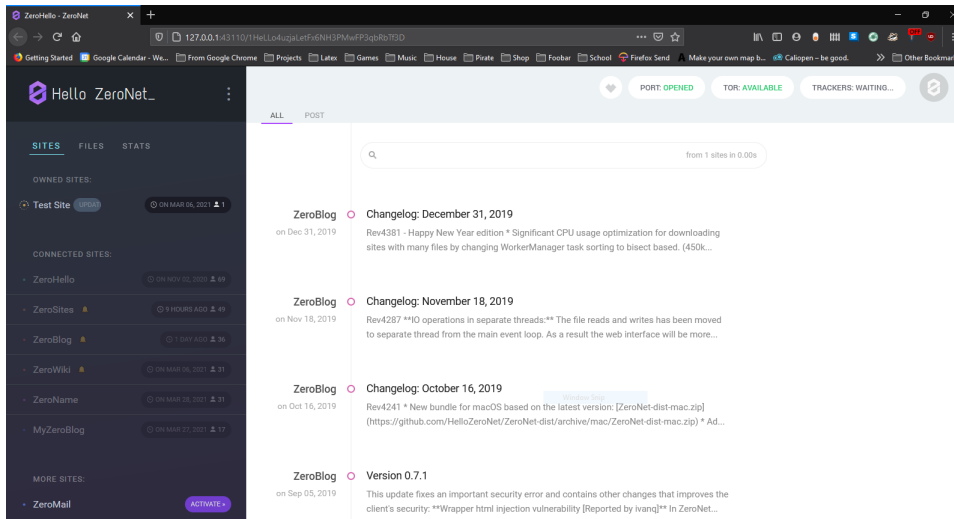 ZeroHello - ZeroNet
127.0.0.1:43110/1HeLLo4uzjaLetFx6NH3PMwFP3qbRbTf3D
Getting Started Google Calendar - We... From Google Chrome Projects Latex Games Music House Pirate Shop Foobar School Firefox Send Make your own map b... Caliopen – be good. Other Bookmar
Hello ZeroNet_
PORT: OPENED TOR: AVAILABLE TRACKERS: WAITING...
ALL POST
SITES FILES STATS
from 1 sites in 0.00s
OWNED SITES:
Test Site UPDAT ON MAR 06, 2021 1
CONNECTED SITES:
ZeroHello ON NOV 02, 2020 69
ZeroSites 9 HOURS AGO 49
ZeroBlog 1 DAY AGO 36
ZeroWiki ON MAR 06, 2021 31
ZeroName ON MAR 28, 2021 31
MyZeroBlog ON MAR 27, 2021 17
MORE SITES:
ZeroMail ACTIVATE »
ZeroBlog Changelog: December 31, 2019
on Dec 31, 2019 Rev4381 - Happy New Year edition * Significant CPU usage optimization for downloading
sites with many files by changing WorkerManager task sorting to bisect based. (450k...
ZeroBlog Changelog: November 18, 2019
on Nov 18, 2019 Rev4287 **IO operations in separate threads:** The file reads and writes has been moved
to separate thread from the main event loop. As a result the web interface will be more...
ZeroBlog Changelog: October 16, 2019
Window Snip
on Oct 16, 2019 Rev4241 * New bundle for macOS based on the latest version: [ZeroNet-dist-mac.zip]
(https://github.com/HelloZeroNet/ZeroNet-dist/archive/mac/ZeroNet-dist-mac.zip) * Ad...
ZeroBlog Version 0.7.1
on Sep 05, 2019 This update fixes an important security error and contains other changes that improves the
client's security: **Wrapper html injection vulnerability [Reported by ivanq]** In ZeroNet...